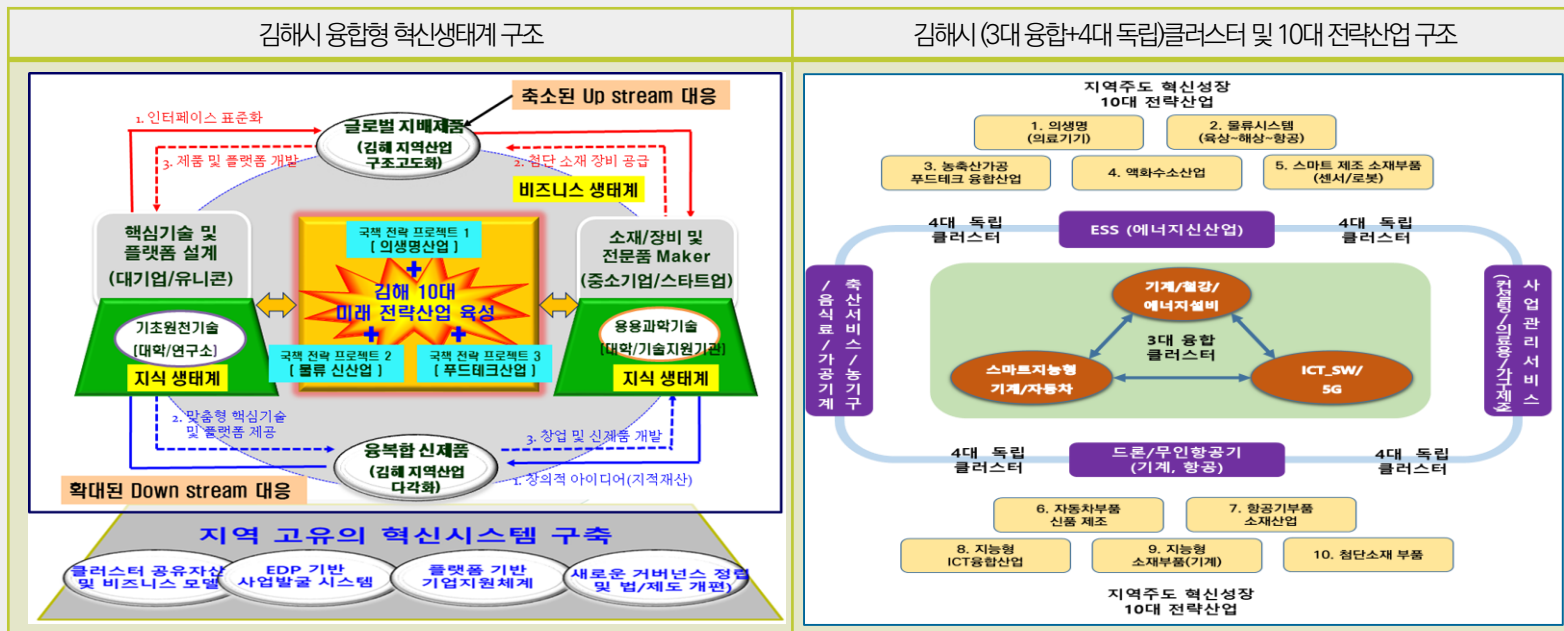 김해시 융합형 혁신생태계 구조
김해시 (3대 융합+4대 독립)클러스터 및 10대 전략산업 구조
축소된 Up stream 대응
1. 인터페이스 표준화
글로벌 지배제품
(김해 지역산업
구조고도화)
3. 제품 및 플랫폼 개발
2. 첨단 소재 장비 공급
비즈니스 생태계
핵심기술 및
플랫폼 설계
(대기업/유니콘)
국책 전략 프로젝트 1
[ 의생명산업 ]
소재/장비 및
전문품 Maker
(중소기업/스타트업)
+
김해 10대
미래 전략산업 육성
+
+
기초원천기술
[대학/연구소]
지식 생태계
국책 전략 프로젝트 2
[ 물류 신산업 ]
국책 전략 프로젝트 3
[ 푸드테크산업 ]
응용과학기술
[대학/기술지원기관]
지식 생태계
2. 맞춤형 핵심기술
및 플랫폼 제공
3. 창업 및 신제품 개발
융복합 신제품
(김해 지역산업
다각화)
1. 창의적 아이디어(지적재산)
확대된 Down stream 대응
지역 고유의 혁신시스템 구축
클러스터 공유자산
및 비즈니스 모델
EDP 기반
사업발굴 시스템
플랫폼 기반
기업지원체계
새로운 거버넌스 정립
및 법/제도 개편)
지역주도 혁신성장
10대 전략산업
1. 의생명
(의료기기)
2. 물류시스템
(육상~해상~항공)
3. 농축산가공
푸드테크 융합산업
4. 액화수소산업
5. 스마트 제조 소재부품
(센서/로봇)
4대 독립
클러스터
ESS (에너지신산업)
4대 독립
클러스터
축산서비스/농기구
/음식료/가공기계
기계/철강/
에너지설비
3대 융합
클러스터
스마트지능형
기계/자동차
ICT_SW/
5G
사업관리서비스
(컨설팅/의료용/가구제조)
4대 독립
클러스터
드론/무인항공기
(기계, 항공)
4대 독립
클러스터
6. 자동차부품
신품 제조
7. 항공기부품
소재산업
8. 지능형
ICT융합산업
9. 지능형
소재부품(기계)
10. 첨단소재 부품
지역주도 혁신성장
10대 전략산업